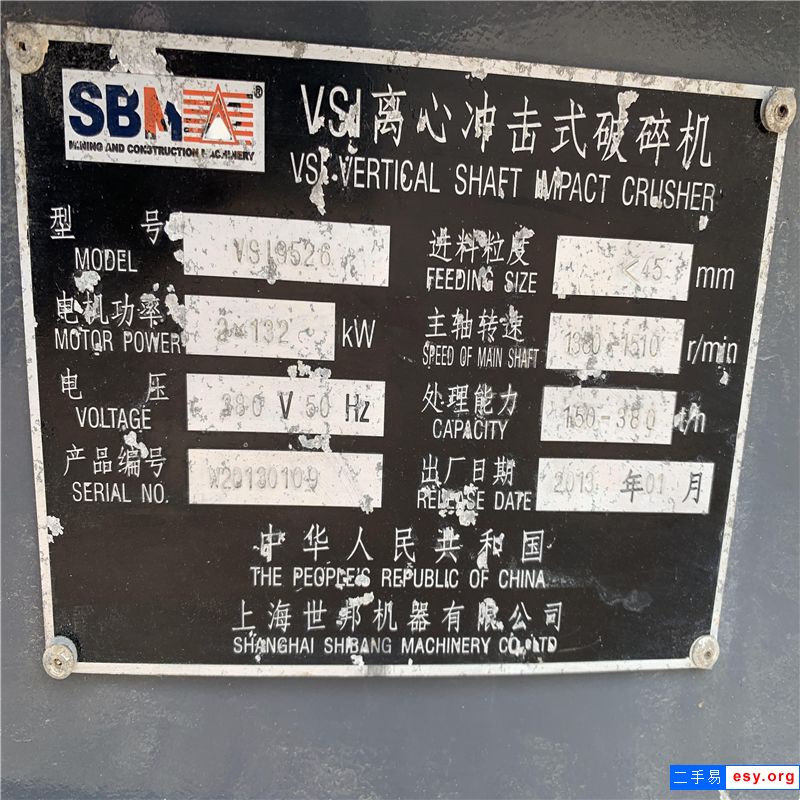 SBM ®
MINING AND CONSTRUCTION MACHINERY
VSI离心冲击式破碎机
VSI VERTICAL SHAFT IMPACT CRUSHER
型号 VSI9526
MODEL
进料粒度 <45 mm
FEEDING SIZE
电机功率 2-132 kW
MOTOR POWER
主轴转速 1300-1510 r/min
SPEED OF MAIN SHAFT
电压 380 V 50 Hz
VOLTAGE
处理能力 150-380 t/h
CAPACITY
产品编号 W20130109
SERIAL NO.
出厂日期 2013 年 01 月
RELEASE DATE
中华人民共和国
THE PEOPLE'S REPUBLIC OF CHINA
上海世邦机器有限公司
SHANGHAI SHIBANG MACHINERY CO.,LTD
二手易 esy.org